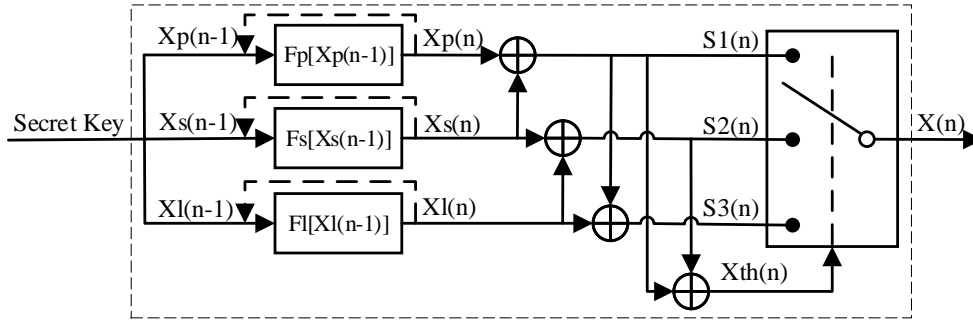 Xp(n-1) Fp[Xp(n-1)] Xp(n) S1(n)
Secret Key Xs(n-1) Fs[Xs(n-1)] Xs(n) S2(n) X(n)
Xl(n-1) Fl[Xl(n-1)] Xl(n) S3(n)
Xth(n)